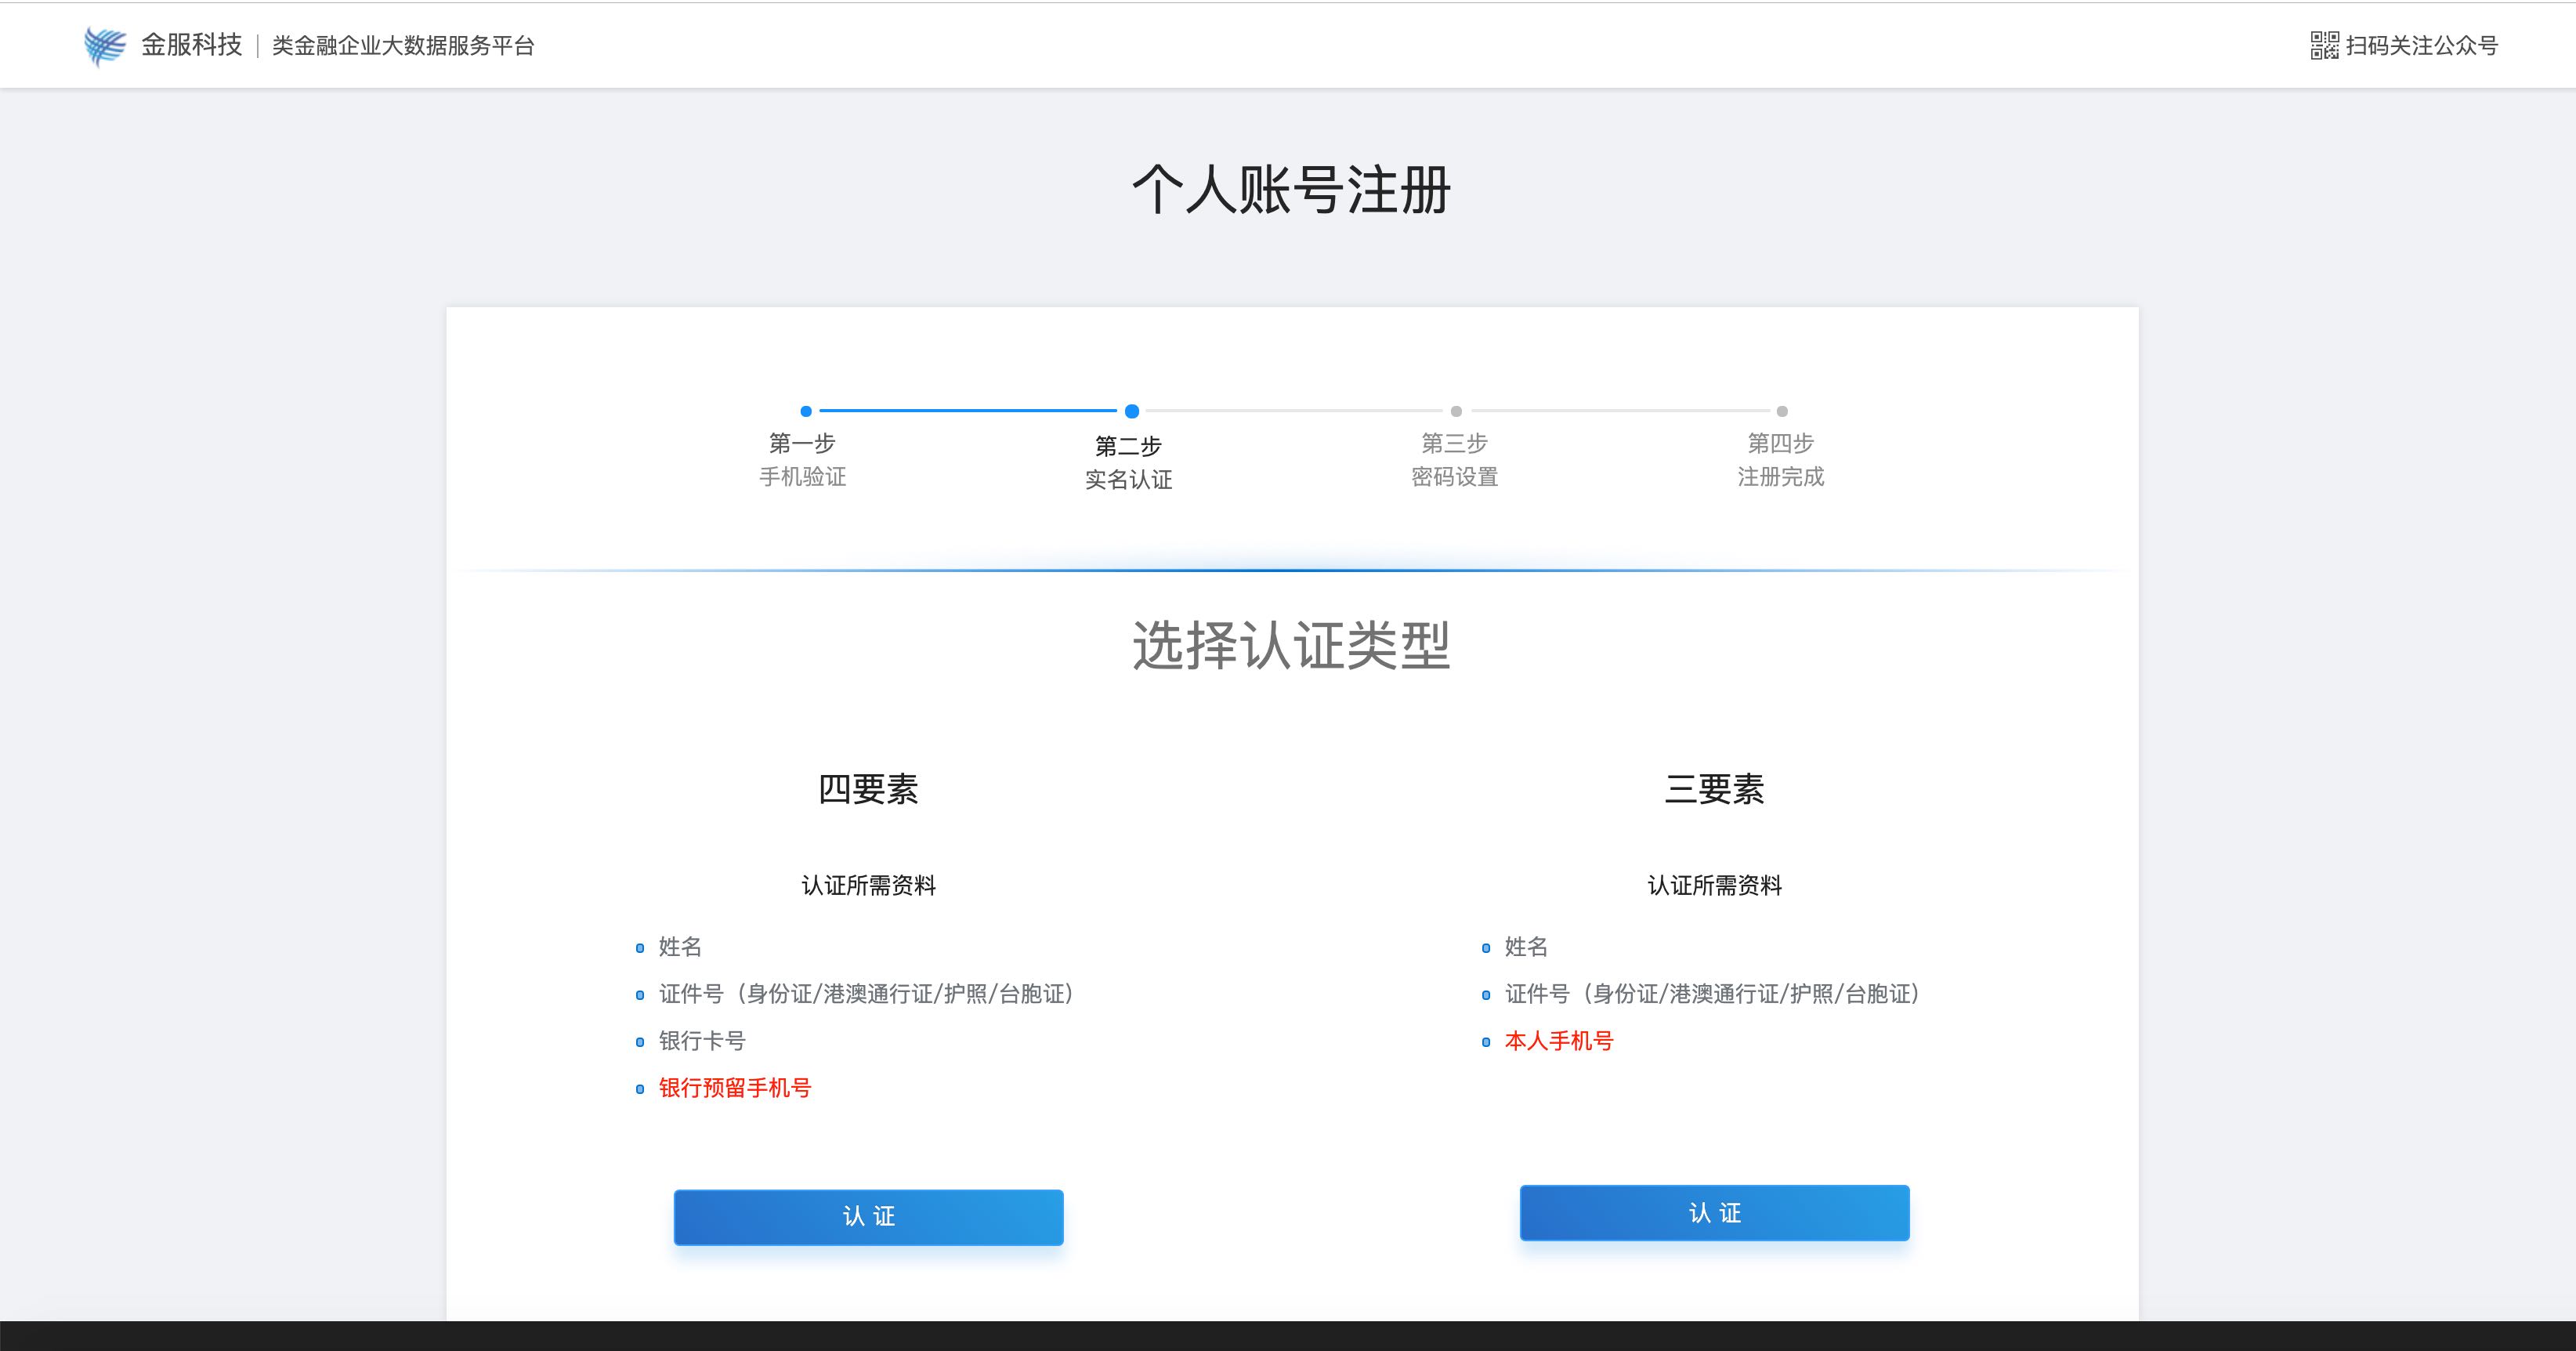 金服科技 | 类金融企业大数据服务平台
扫码关注公众号
个人账号注册
第一步
手机验证
第二步
实名认证
第三步
密码设置
第四步
注册完成
选择认证类型
四要素
认证所需资料
姓名
证件号（身份证/港澳通行证/护照/台胞证）
银行卡号
银行预留手机号
认 证
三要素
认证所需资料
姓名
证件号（身份证/港澳通行证/护照/台胞证）
本人手机号
认 证